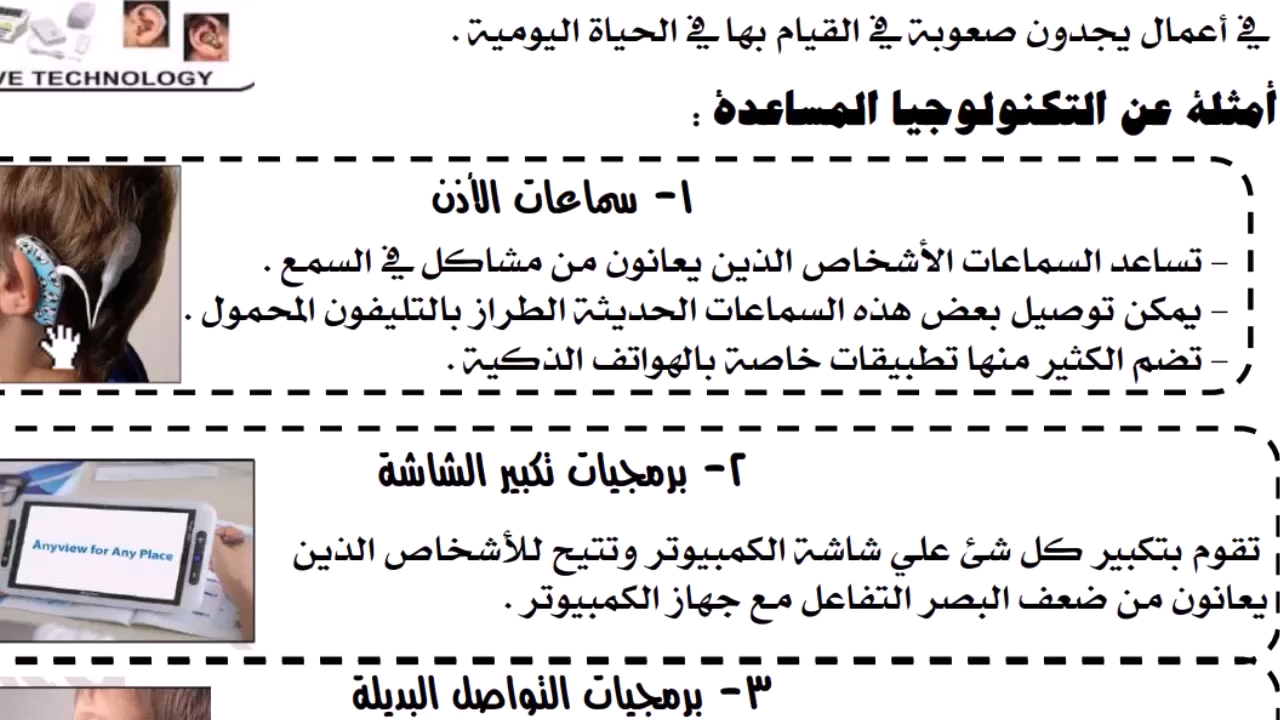 في أعمال يجدون صعوبة في القيام بها في الحياة اليومية .
VE TECHNOLOGY
أمثلة عن التكنولوجيا المساعدة :
١- سماعات الأذن
– تساعد السماعات الأشخاص الذين يعانون من مشاكل في السمع .
– يمكن توصيل بعض هذه السماعات الحديثة الطراز بالتليفون المحمول .
– تضم الكثير منها تطبيقات خاصة بالهواتف الذكية .
٢- برمجيات تكبير الشاشة
Anyview for Any Place
تقوم بتكبير كل شئ علي شاشة الكمبيوتر وتتيح للأشخاص الذين
يعانون من ضعف البصر التفاعل مع جهاز الكمبيوتر .
٣- برمجيات التواصل البديلة